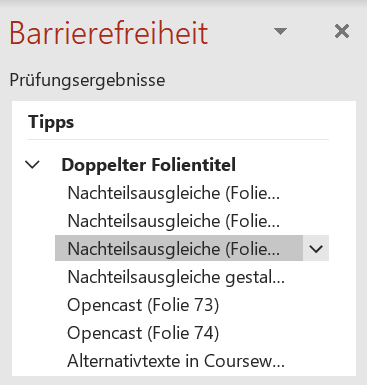 Barrierefreiheit
Prüfungsergebnisse
Tipps
Doppelter Folientitel
Nachteilsausgleiche (Folie...
Nachteilsausgleiche (Folie...
Nachteilsausgleiche (Folie...
Nachteilsausgleiche gestal...
Opencast (Folie 73)
Opencast (Folie 74)
Alternativtexte in Coursew...